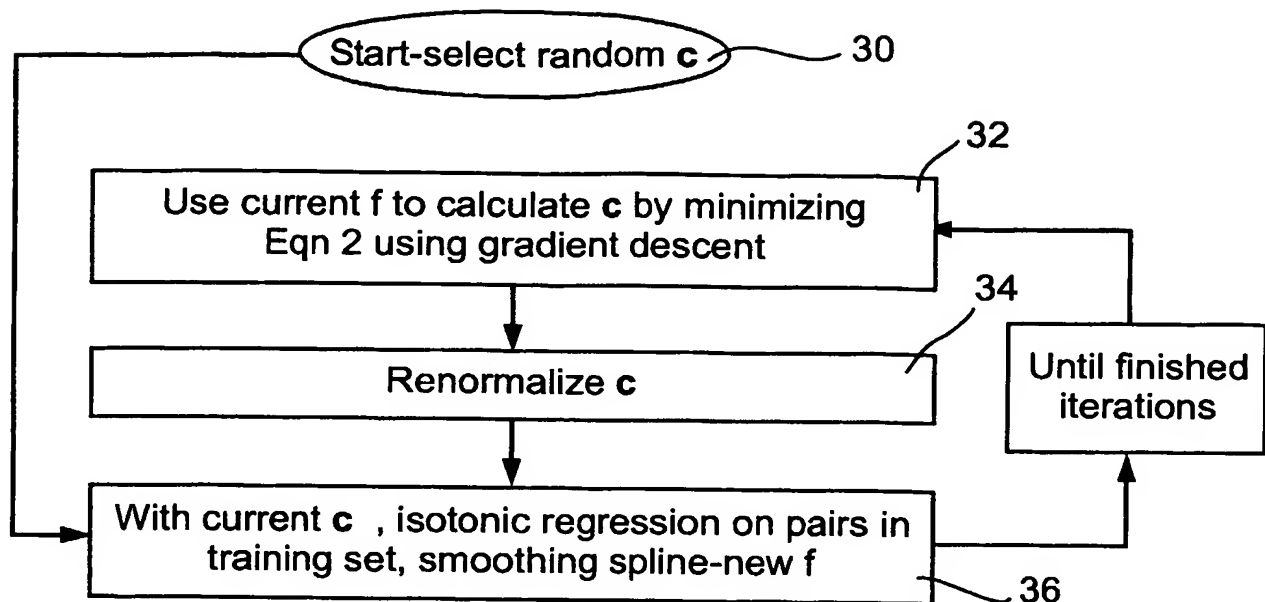 Start-select random c
30
32
Use current f to calculate c by minimizing
Eqn 2 using gradient descent
34
Renormalize c
Until finished
iterations
With current c , isotonic regression on pairs in
training set, smoothing spline-new f
36